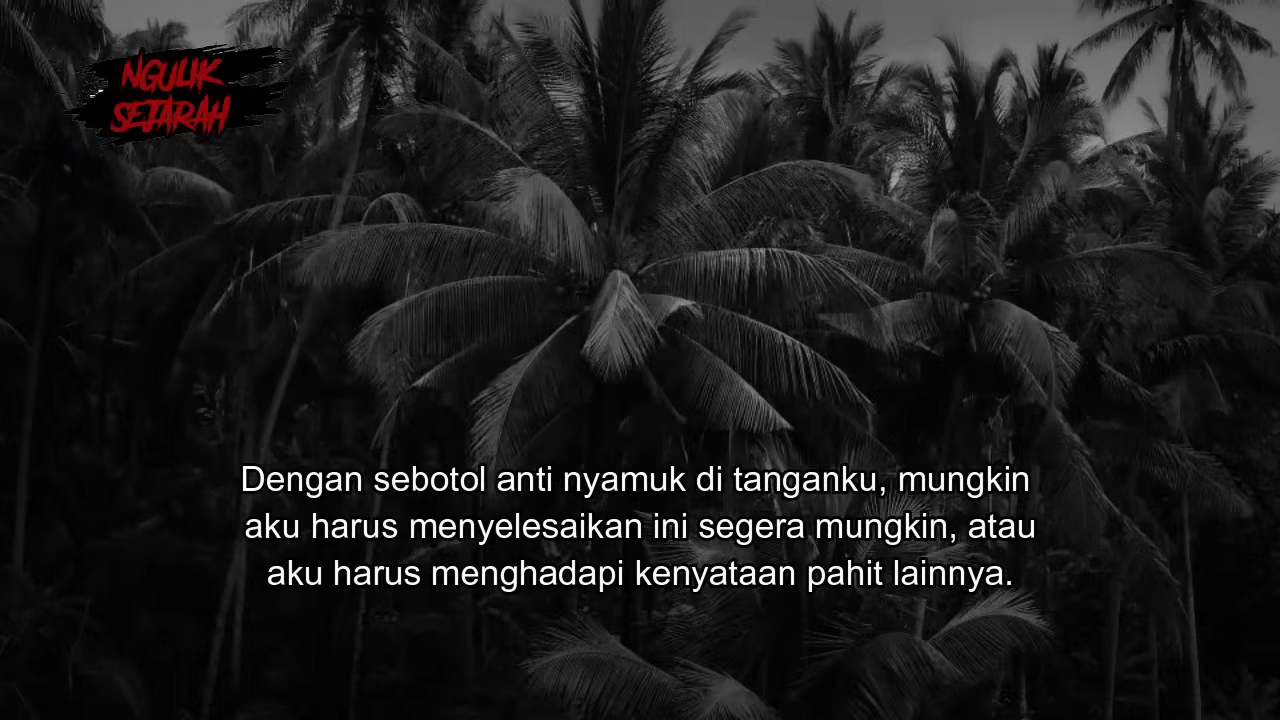 NGULIK
SEJARAH
Dengan sebotol anti nyamuk di tanganku, mungkin
aku harus menyelesaikan ini segera mungkin, atau
aku harus menghadapi kenyataan pahit lainnya.